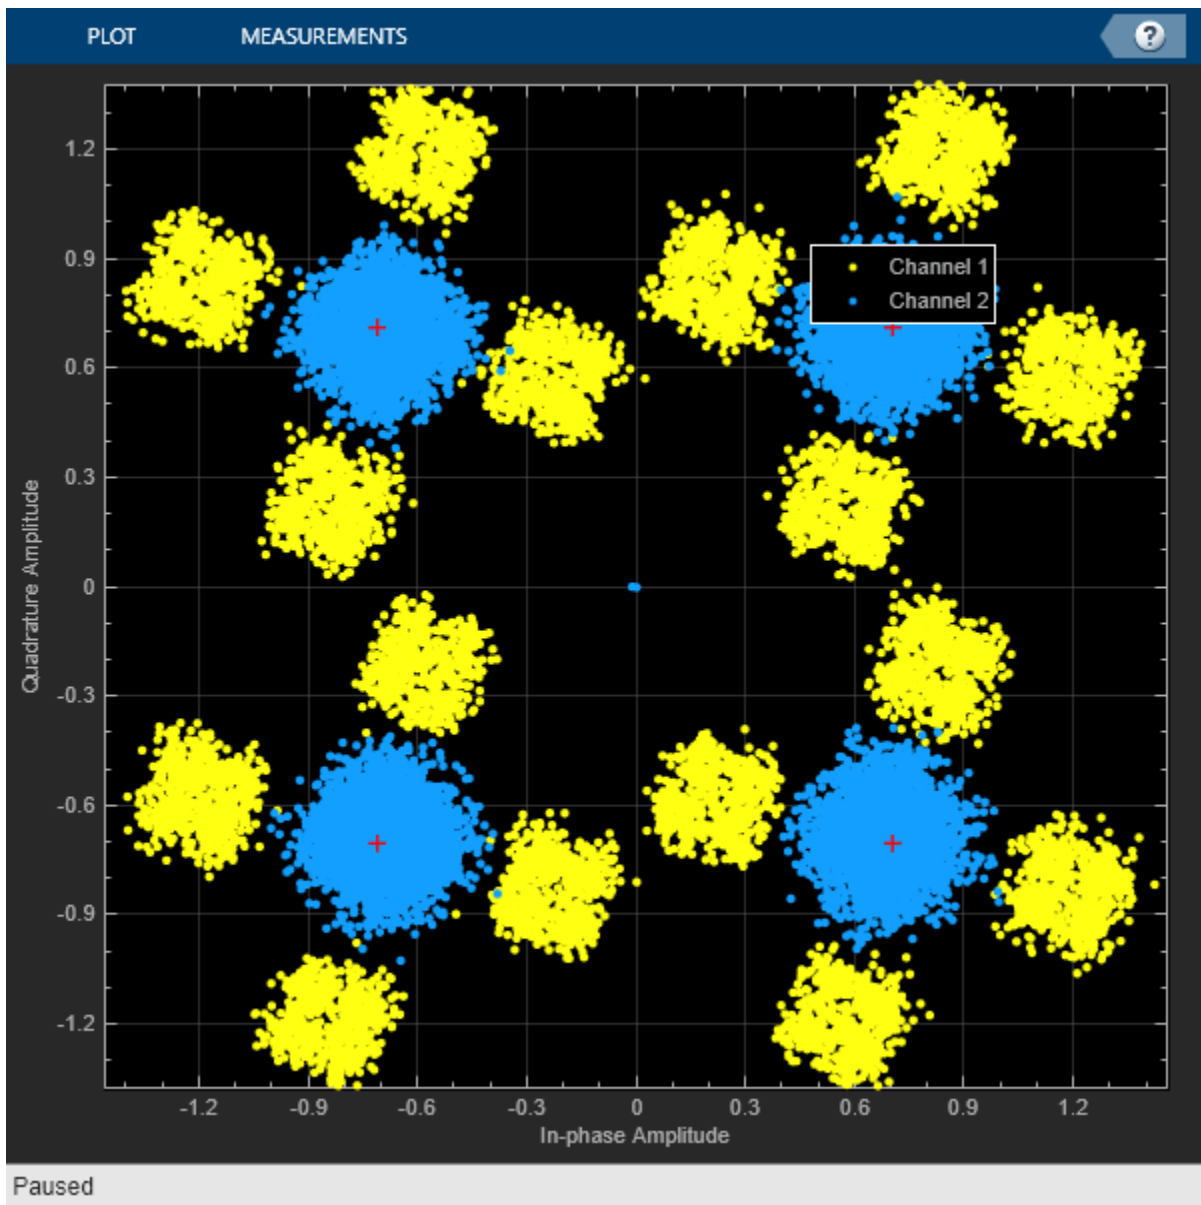 PLOT MEASUREMENTS ?
Channel 1
Channel 2
1.2
0.9
0.6
0.3
0
-0.3
-0.6
-0.9
-1.2
Quadrature Amplitude
-1.2 -0.9 -0.6 -0.3 0 0.3 0.6 0.9 1.2
In-phase Amplitude
Paused